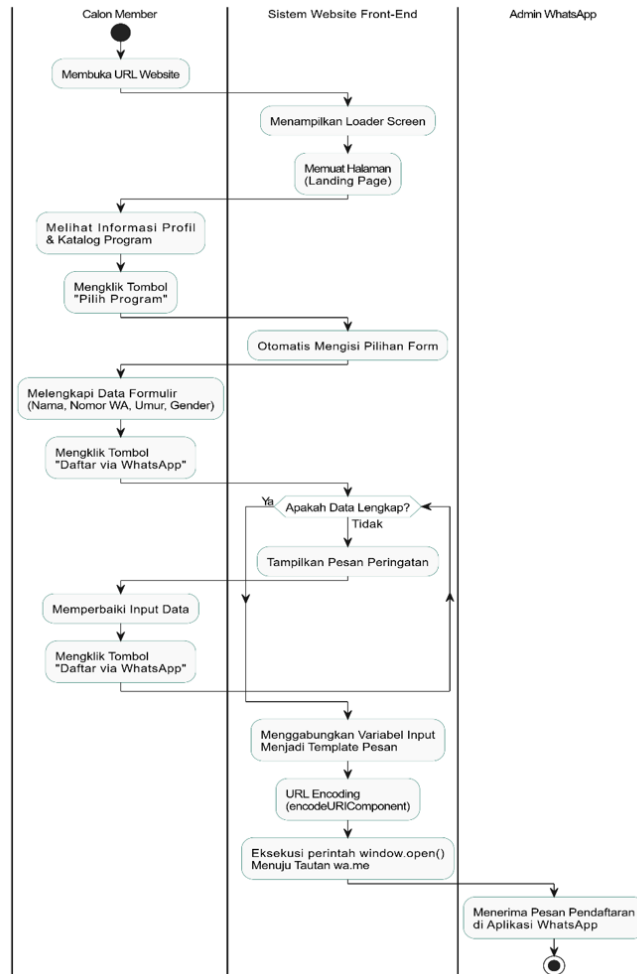 Calon Member
Sistem Website Front-End
Admin WhatsApp
Membuka URL Website
Menampilkan Loader Screen
Memuat Halaman
(Landing Page)
Melihat Informasi Profil
& Katalog Program
Mengklik Tombol
"Pilih Program"
Otomatis Mengisi Pilihan Form
Melengkapi Data Formulir
(Nama, Nomor WA, Umur, Gender)
Mengklik Tombol
"Daftar via WhatsApp"
Ya
Apakah Data Lengkap?
Tidak
Tampilkan Pesan Peringatan
Memperbaiki Input Data
Mengklik Tombol
"Daftar via WhatsApp"
Menggabungkan Variabel Input
Menjadi Template Pesan
URL Encoding
(encodeURIComponent)
Eksekusi perintah window.open()
Menuju Tautan wa.me
Menerima Pesan Pendaftaran
di Aplikasi WhatsApp